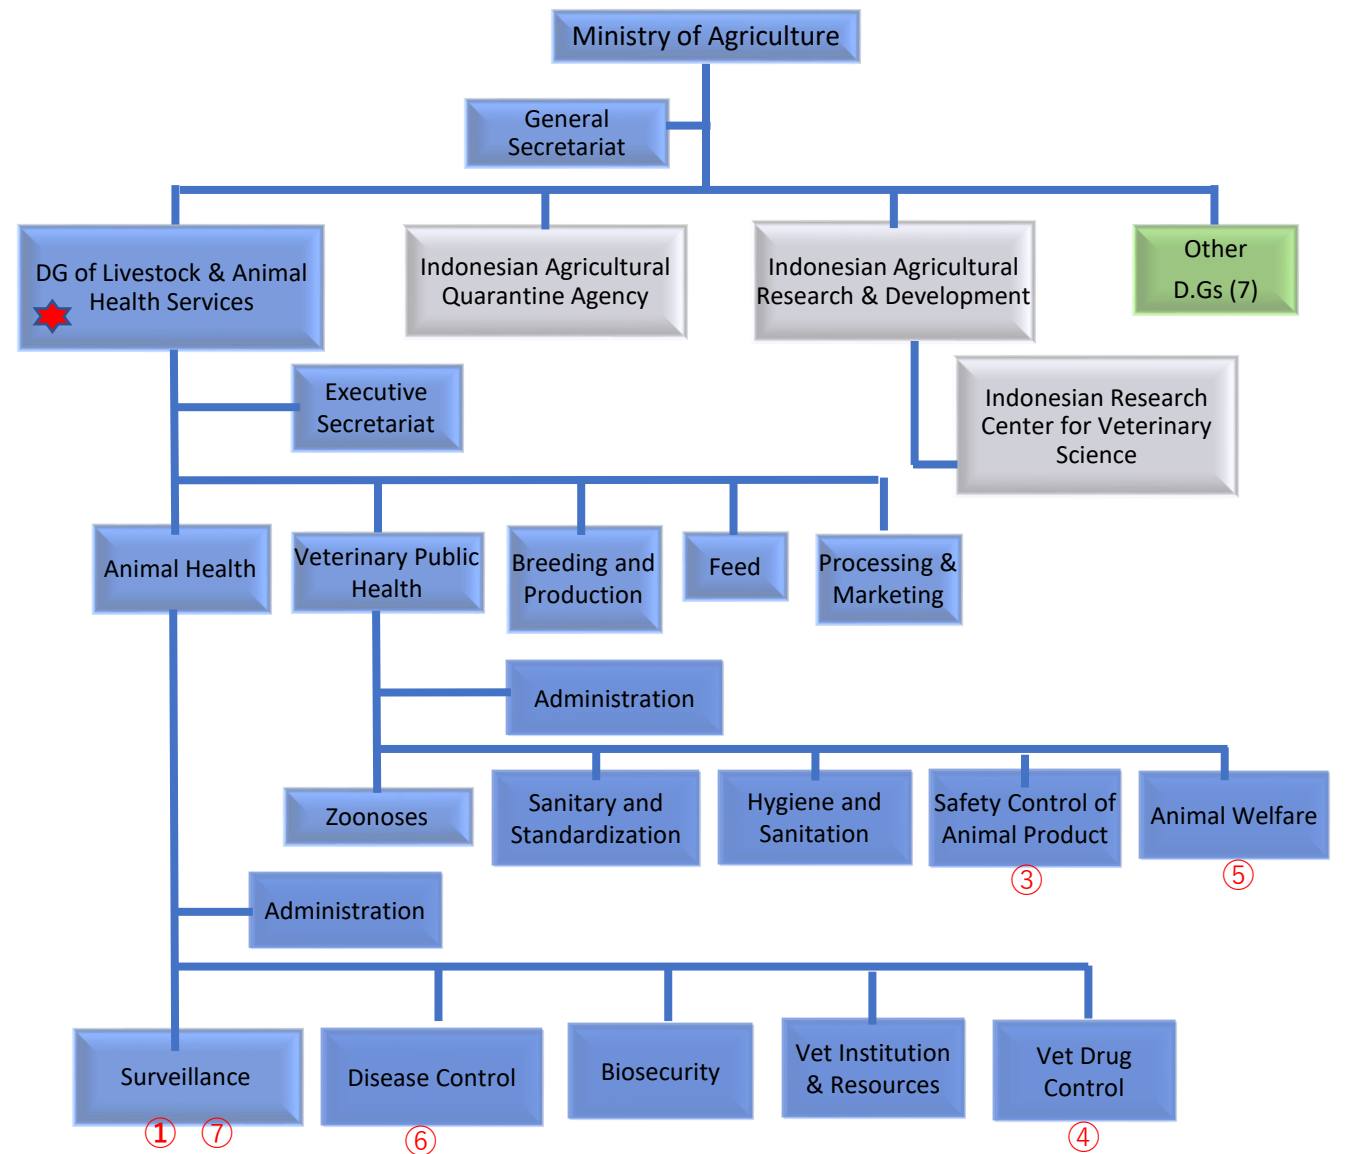 Ministry of Agriculture
General
Secretariat
DG of Livestock & Animal
Health Services
Indonesian Agricultural
Quarantine Agency
Indonesian Agricultural
Research & Development
Other
D.Gs (7)
Executive
Secretariat
Indonesian Research
Center for Veterinary
Science
Animal Health
Veterinary Public
Health
Breeding and
Production
Feed
Processing &
Marketing
Administration
Zoonoses
Sanitary and
Standardization
Hygiene and
Sanitation
Safety Control of
Animal Product
③
Animal Welfare
⑤
Administration
Surveillance
① ⑦
Disease Control
⑥
Biosecurity
Vet Institution
& Resources
Vet Drug
Control
④